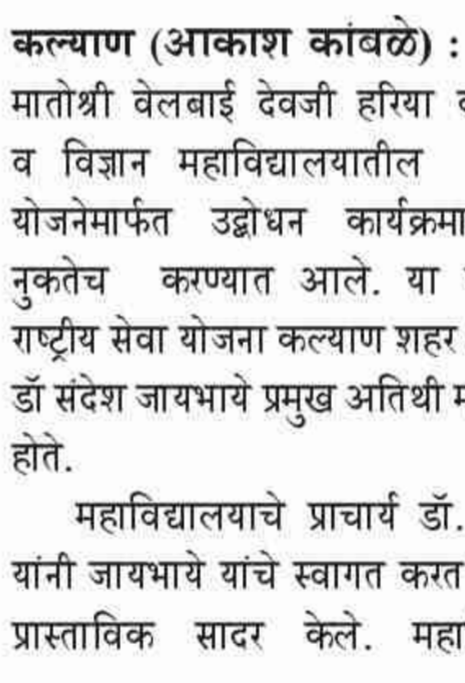 कल्याण (आकाश कांबळे) :
मातोश्री वेलबाई देवजी हरिया
व विज्ञान महाविद्यालयातील
योजनेमार्फत उद्बोधन कार्यक्रमा
नुकतेच करण्यात आले. या
राष्ट्रीय सेवा योजना कल्याण शहर
डॉ संदेश जायभाये प्रमुख अतिथी
होते.
महाविद्यालयाचे प्राचार्य डॉ.
यांनी जायभाये यांचे स्वागत करत
प्रास्ताविक सादर केले. महा